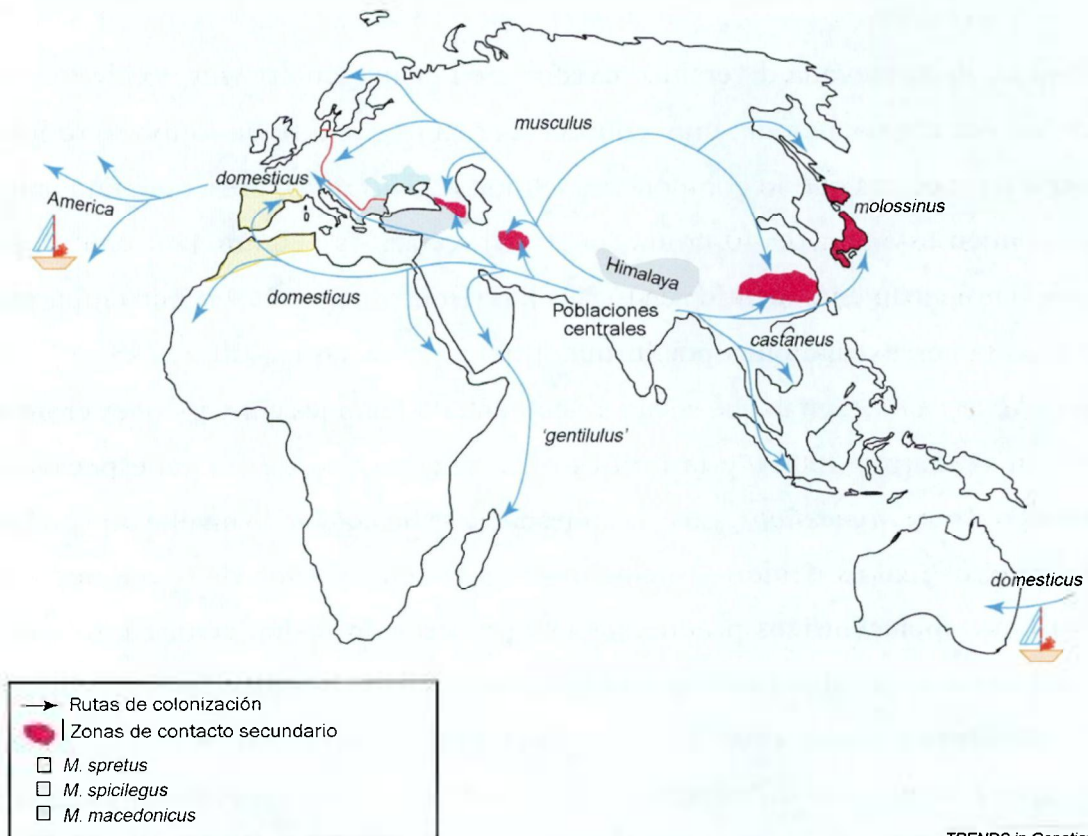 musculus
domesticus
America
molossinus
Himalaya
domesticus
Poblaciones
centrales
castaneus
'gentilulus'
domesticus
Rutas de colonización
Zonas de contacto secundario
M. spretus
M. spicilegus
M. macedonicus
TRENDS in Genetic